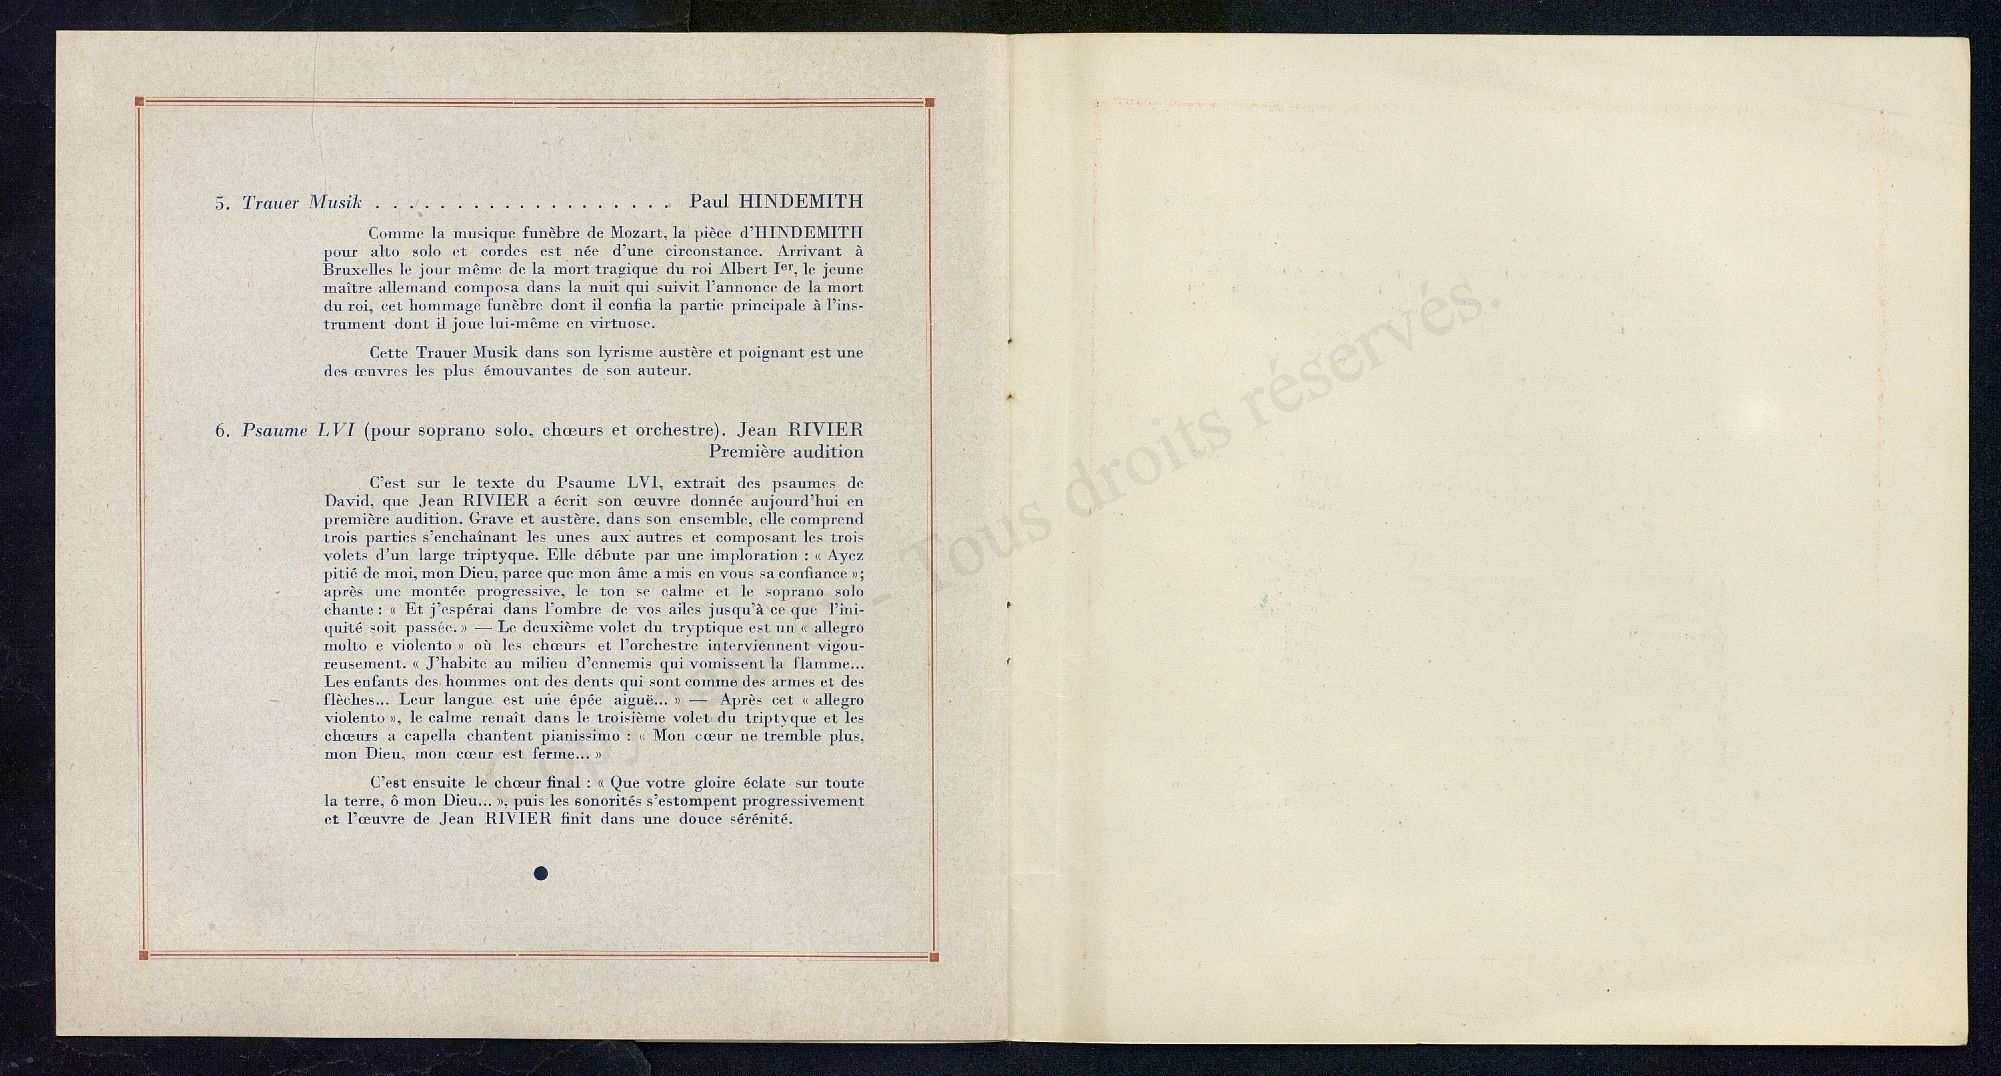 5. Trauer Musik . . . . . . . . . . . . . . . . . . . Paul HINDEMITH
Comme la musique funèbre de Mozart, la pièce d'HINDEMITH
pour alto solo et cordes est née d'une circonstance. Arrivant à
Bruxelles le jour même de la mort tragique du roi Albert Ier, le jeune
maître allemand composa dans la nuit qui suivit l'annonce de la mort
du roi, cet hommage funèbre dont il confia la partie principale à l'ins-
trument dont il joue lui-même en virtuose.
Cette Trauer Musik dans son lyrisme austère et poignant est une
des œuvres les plus émouvantes de son auteur.
6. Psaume LVI (pour soprano solo, chœurs et orchestre). Jean RIVIER
Première audition
C'est sur le texte du Psaume LVI, extrait des psaumes de
David, que Jean RIVIER a écrit son œuvre donnée aujourd'hui en
première audition. Grave et austère, dans son ensemble, elle comprend
trois parties s'enchaînant les unes aux autres et composant les trois
volets d'un large triptyque. Elle débute par une imploration : « Ayez
pitié de moi, mon Dieu, parce que mon âme a mis en vous sa confiance » ;
après une montée progressive, le ton se calme et le soprano solo
chante : « Et j'espérai dans l'ombre de vos ailes jusqu'à ce que l'ini-
quité soit passée. » — Le deuxième volet du tryptique est un « allegro
molto e violento » où les chœurs et l'orchestre interviennent vigou-
reusement. « J'habite au milieu d'ennemis qui vomissent la flamme...
Les enfants des hommes ont des dents qui sont comme des armes et des
flèches... Leur langue est une épée aiguë... » — Après cet « allegro
violento », le calme renaît dans le troisième volet du triptyque et les
chœurs a capella chantent pianissimo : « Mon cœur ne tremble plus,
mon Dieu, mon cœur est ferme... »
C'est ensuite le chœur final : « Que votre gloire éclate sur toute
la terre, ô mon Dieu... », puis les sonorités s'estompent progressivement
et l'œuvre de Jean RIVIER finit dans une douce sérénité.
- Tous droits réservés.